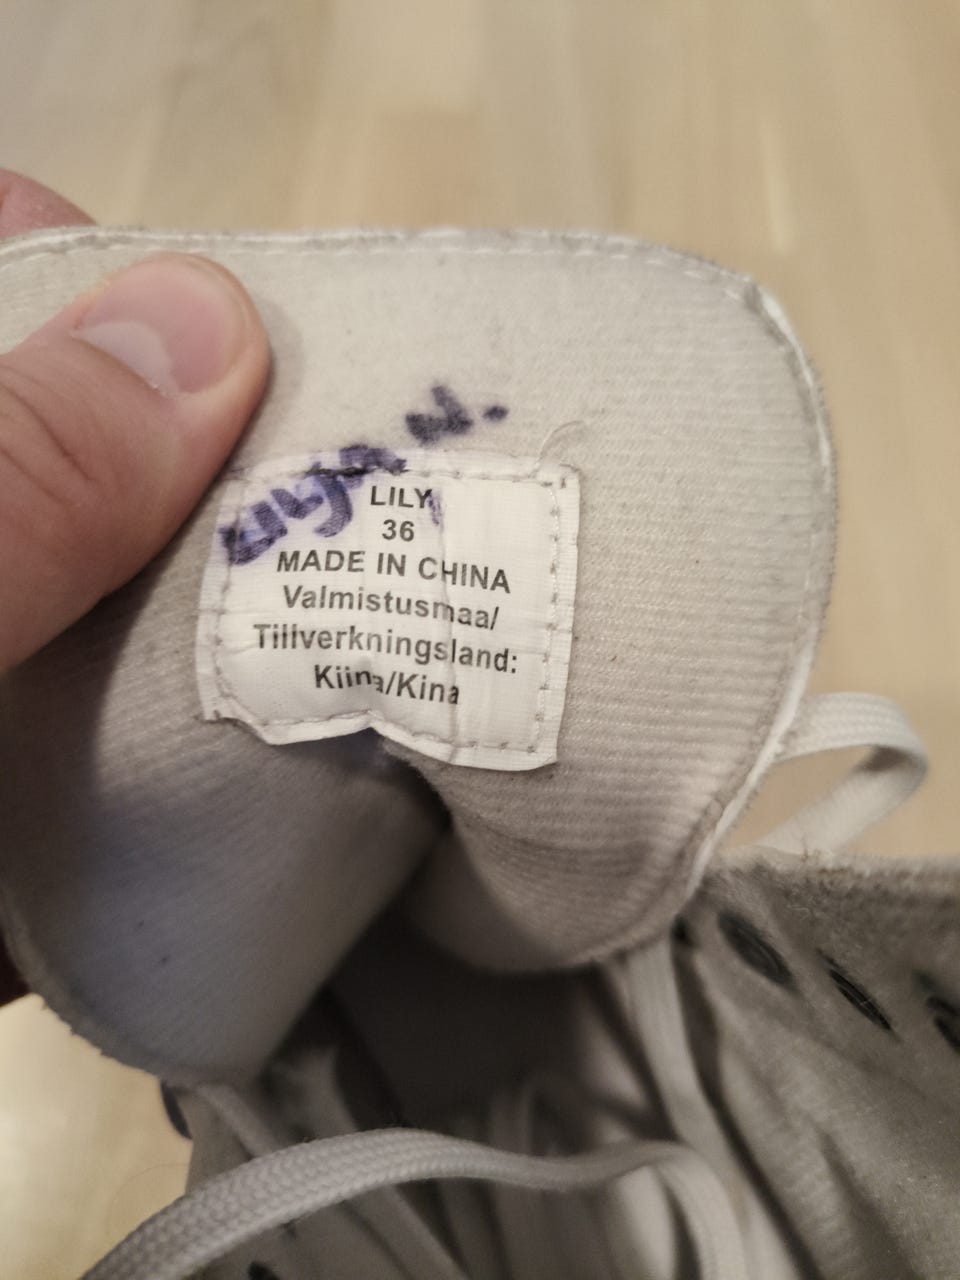 N.
LILY
36
MADE IN CHINA
Valmistusmaa/
Tillverkningsland:
Kiina/Kina